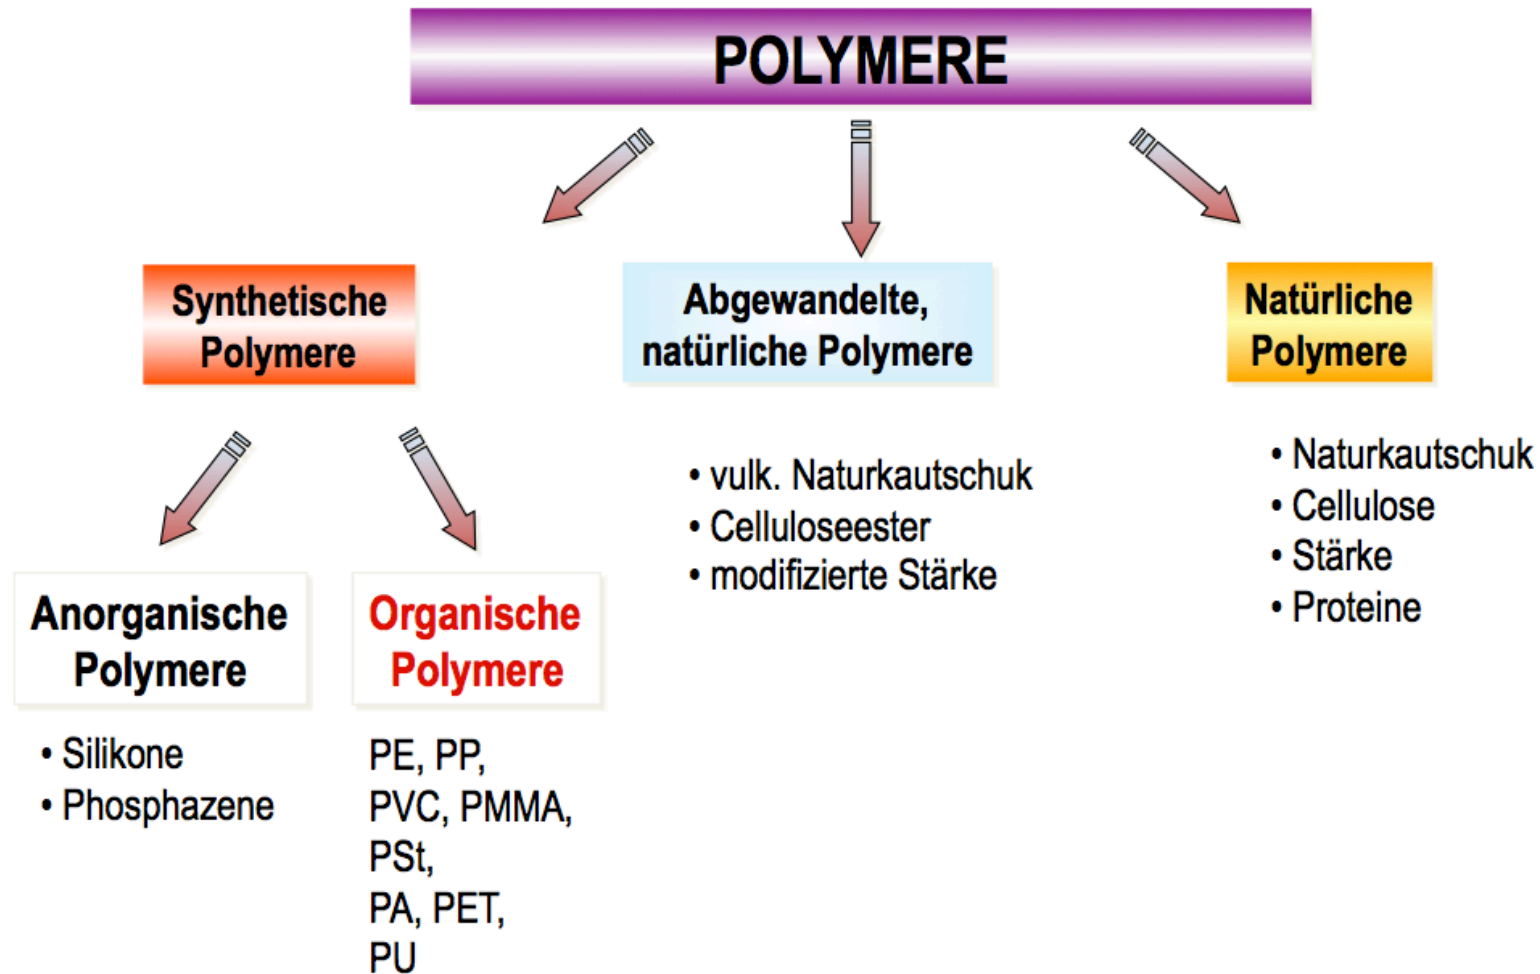 POLYMERE
Synthetische
Polymere
Abgewandelte,
natürliche Polymere
Natürliche
Polymere
• vulk. Naturkautschuk
• Celluloseester
• modifizierte Stärke
• Naturkautschuk
• Cellulose
• Stärke
• Proteine
Anorganische
Polymere
• Silikone
• Phosphazene
Organische
Polymere
PE, PP,
PVC, PMMA,
PSt,
PA, PET,
PU